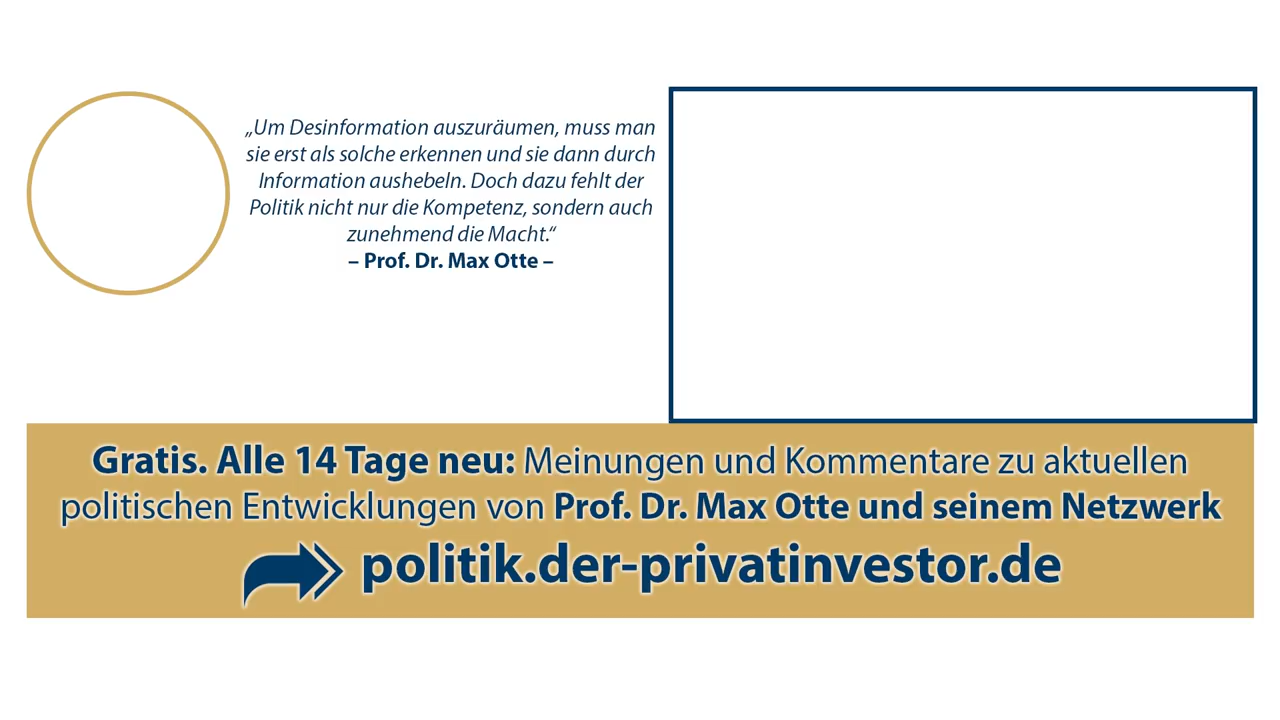 „Um Desinformation auszuräumen, muss man
sie erst als solche erkennen und sie dann durch
Information aushebeln. Doch dazu fehlt der
Politik nicht nur die Kompetenz, sondern auch
zunehmend die Macht.“
– Prof. Dr. Max Otte –
Gratis. Alle 14 Tage neu: Meinungen und Kommentare zu aktuellen
politischen Entwicklungen von Prof. Dr. Max Otte und seinem Netzwerk
politik.der-privatinvestor.de